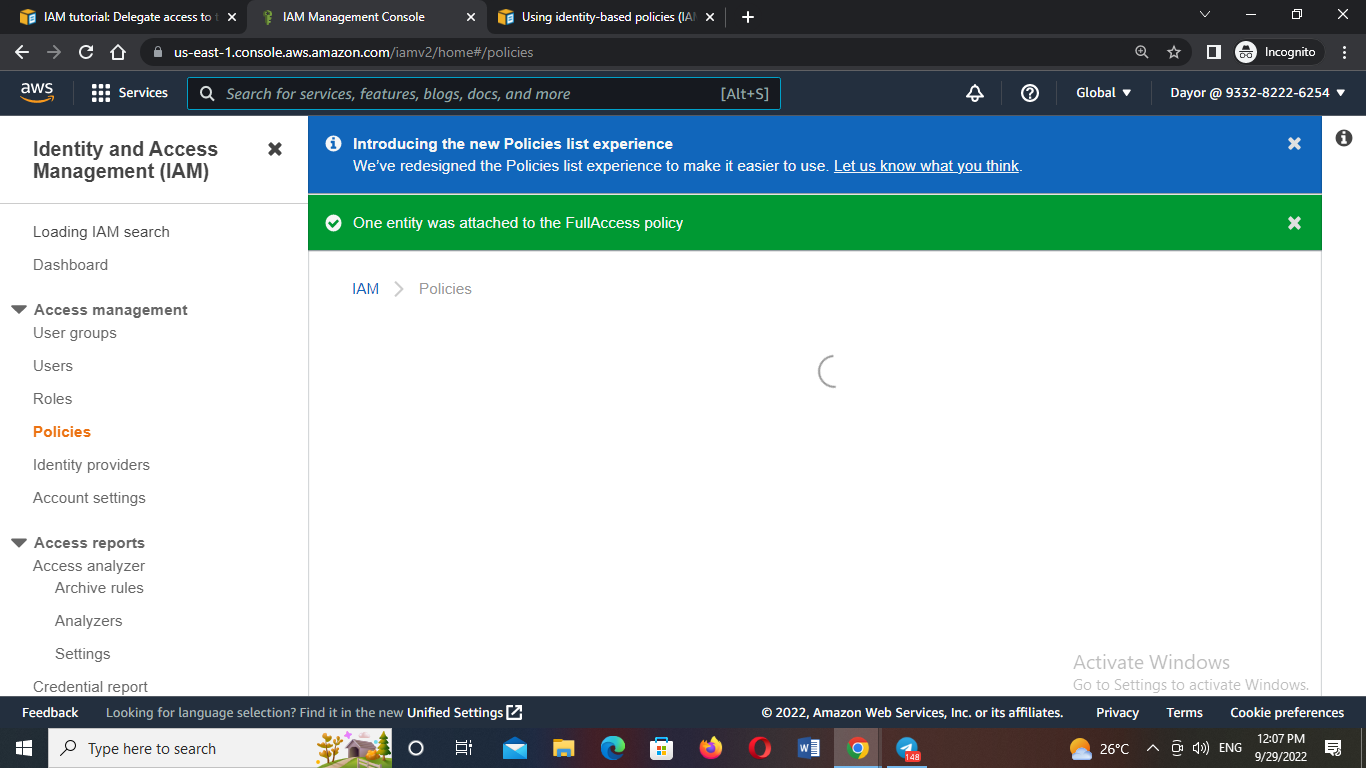 IAM tutorial: Delegate access to t
IAM Management Console
Using identity-based policies (IA
us-east-1.console.aws.amazon.com/iamv2/home#/policies
Incognito
aws
Services
Search for services, features, blogs, docs, and more
[Alt+S]
Global
Dayor @ 9332-8222-6254
Identity and Access
Management (IAM)
Loading IAM search
Dashboard
Access management
User groups
Users
Roles
Policies
Identity providers
Account settings
Access reports
Access analyzer
Archive rules
Analyzers
Settings
Credential report
Introducing the new Policies list experience
We've redesigned the Policies list experience to make it easier to use. Let us know what you think.
One entity was attached to the FullAccess policy
IAM > Policies
Activate Windows
Go to Settings to activate Windows.
Feedback
Looking for language selection? Find it in the new Unified Settings
© 2022, Amazon Web Services, Inc. or its affiliates.
Privacy
Terms
Cookie preferences
Type here to search
148
26°C
ENG
12:07 PM
9/29/2022